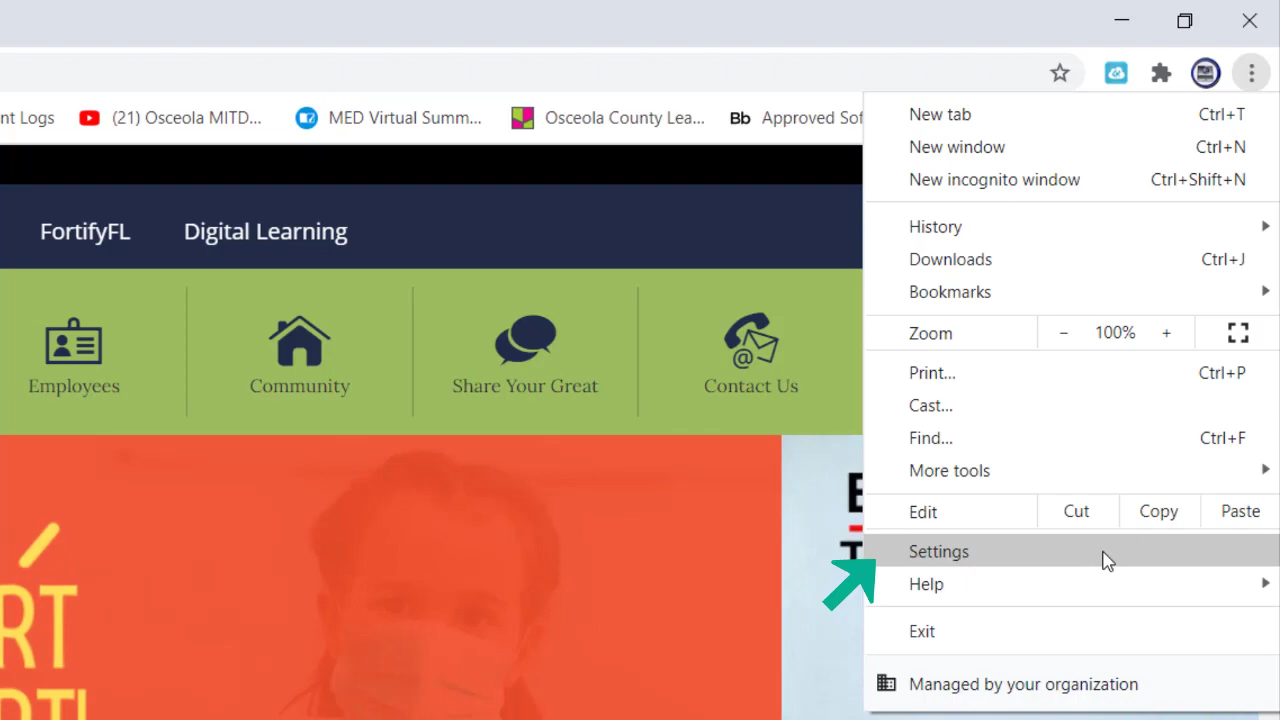 nt Logs
(21) Osceola MITD...
MED Virtual Summ...
Osceola County Lea...
Bb Approved Sof
FortifyFL
Digital Learning
Employees
Community
Share Your Great
@
Contact Us
New tab Ctrl+T
New window Ctrl+N
New incognito window Ctrl+Shift+N
History
Downloads Ctrl+J
Bookmarks
Zoom − 100% +
Print... Ctrl+P
Cast...
Find... Ctrl+F
More tools
Edit Cut Copy Paste
Settings
Help
Exit
Managed by your organization
RT